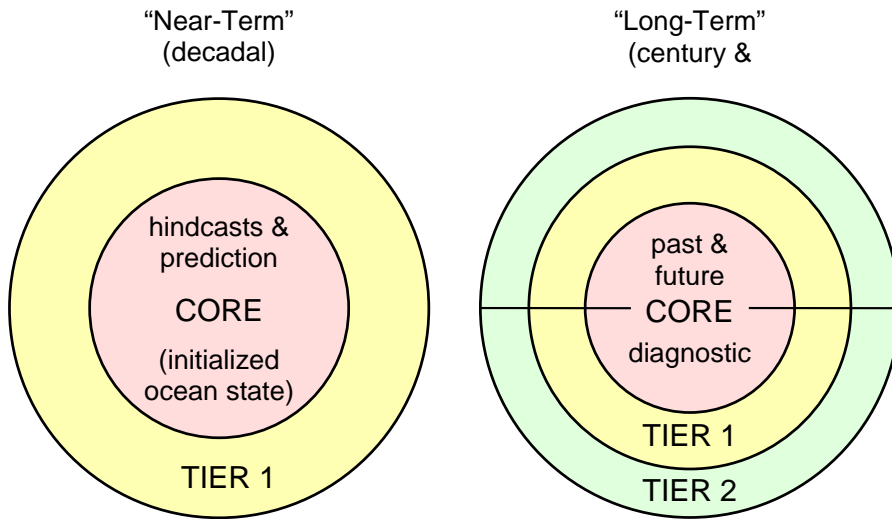 “Near-Term”
(decadal)
hindcasts &
prediction
CORE
(initialized
ocean state)
TIER 1
“Long-Term”
(century &
past &
future
CORE
diagnostic
TIER 1
TIER 2